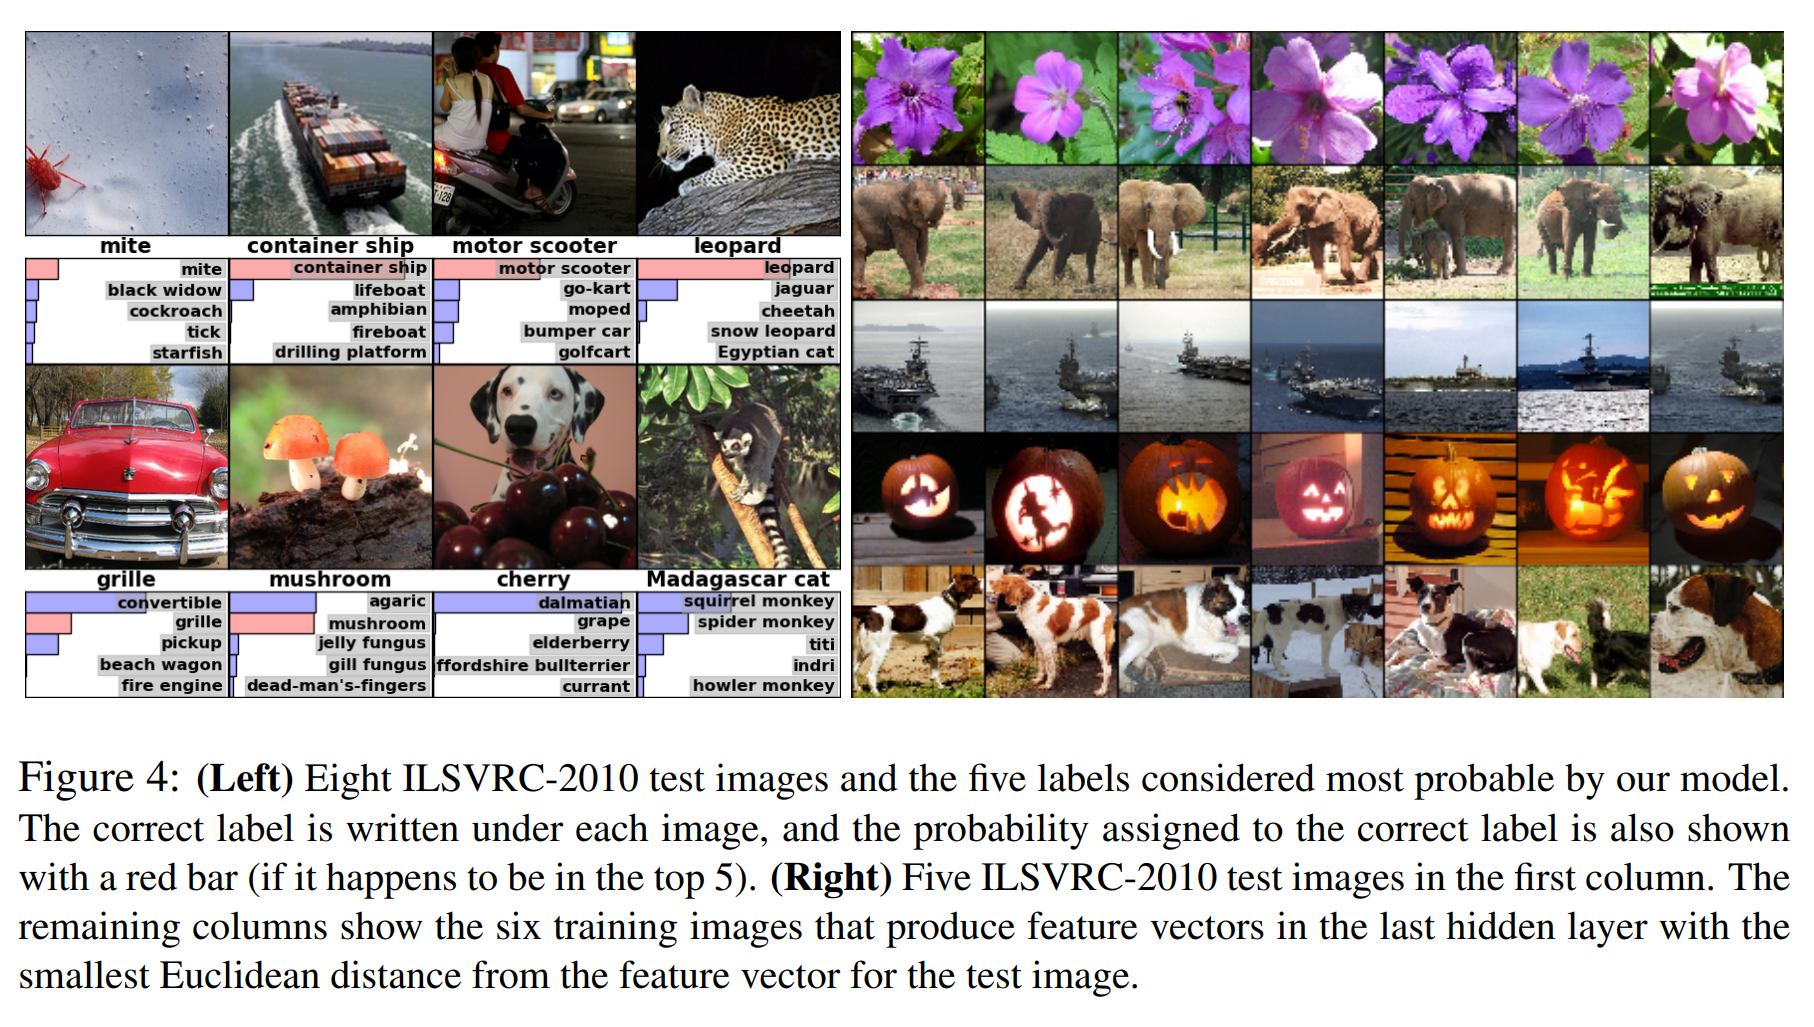 mite
container ship
motor scooter
leopard
mite
black widow
cockroach
tick
starfish
container ship
lifeboat
amphibian
fireboat
drilling platform
motor scooter
go-kart
moped
bumper car
golfcart
leopard
jaguar
cheetah
snow leopard
Egyptian cat
grille
mushroom
cherry
Madagascar cat
convertible
grille
pickup
beach wagon
fire engine
agaric
mushroom
jelly fungus
gill fungus
dead-man's-fingers
dalmatian
grape
elderberry
ffordshire bullterrier
currant
squirrel monkey
spider monkey
titi
indri
howler monkey
Figure 4: (Left) Eight ILSVRC-2010 test images and the five labels considered most probable by our model.
The correct label is written under each image, and the probability assigned to the correct label is also shown
with a red bar (if it happens to be in the top 5). (Right) Five ILSVRC-2010 test images in the first column. The
remaining columns show the six training images that produce feature vectors in the last hidden layer with the
smallest Euclidean distance from the feature vector for the test image.